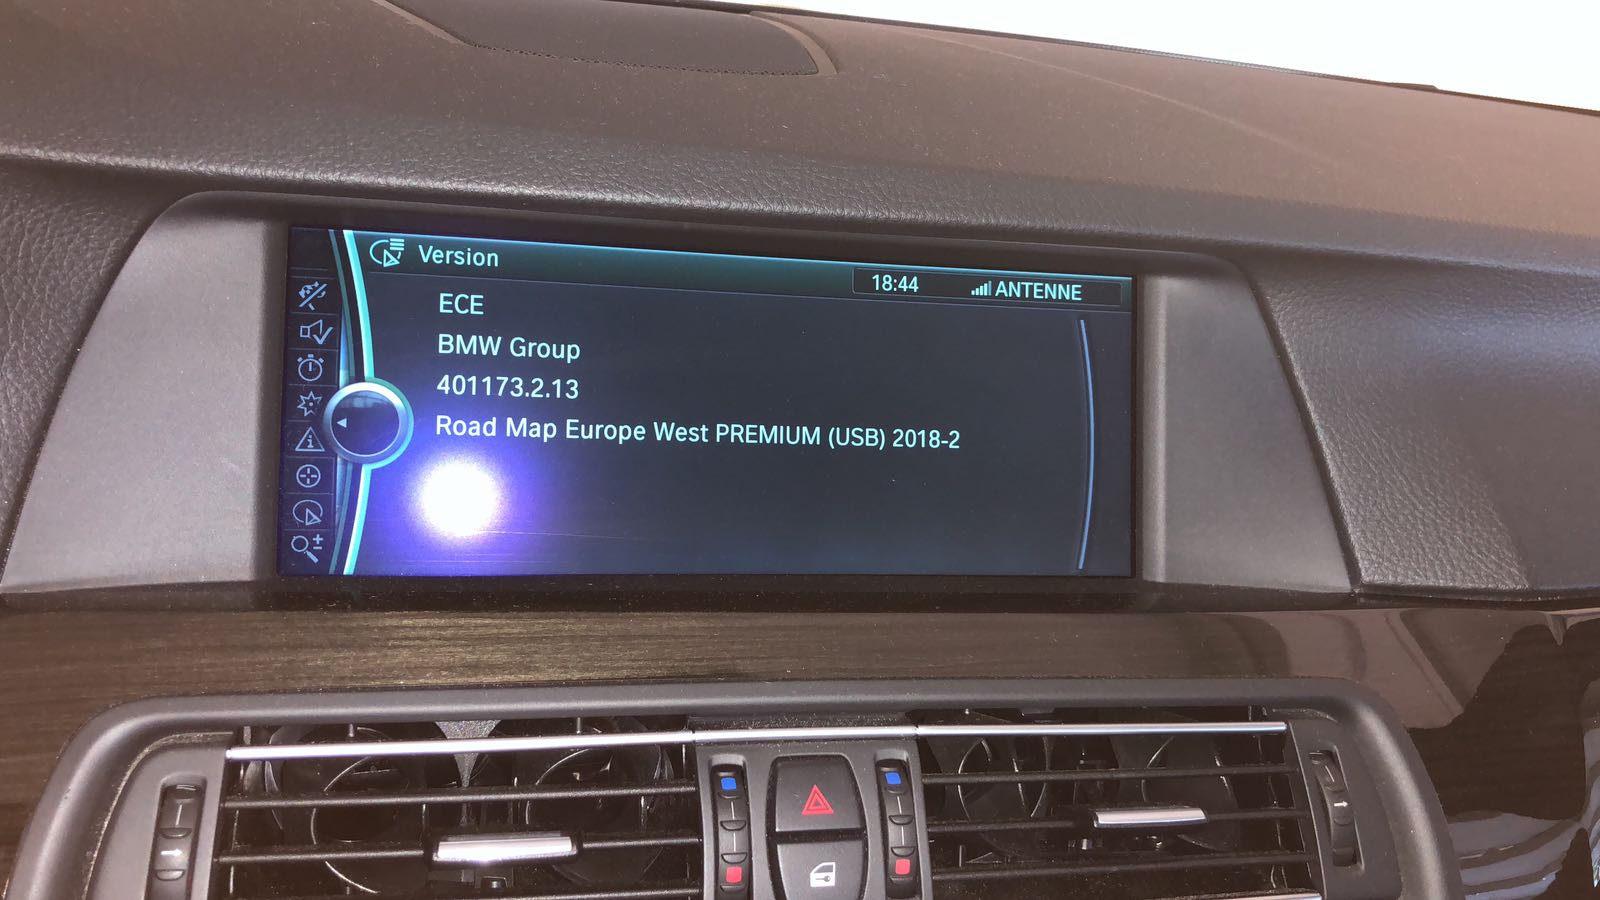 Version
18:44 ANTENNE
ECE
BMW Group
401173.2.13
Road Map Europe West PREMIUM (USB) 2018-2